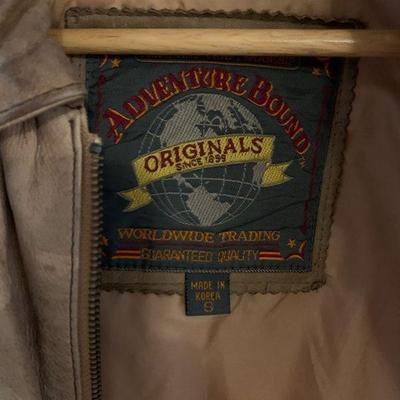 ADVENTURE BOUND
ORIGINALS
SINCE 1899
WORLDWIDE TRADING
GUARANTEED QUALITY
MADE IN
KOREA
S